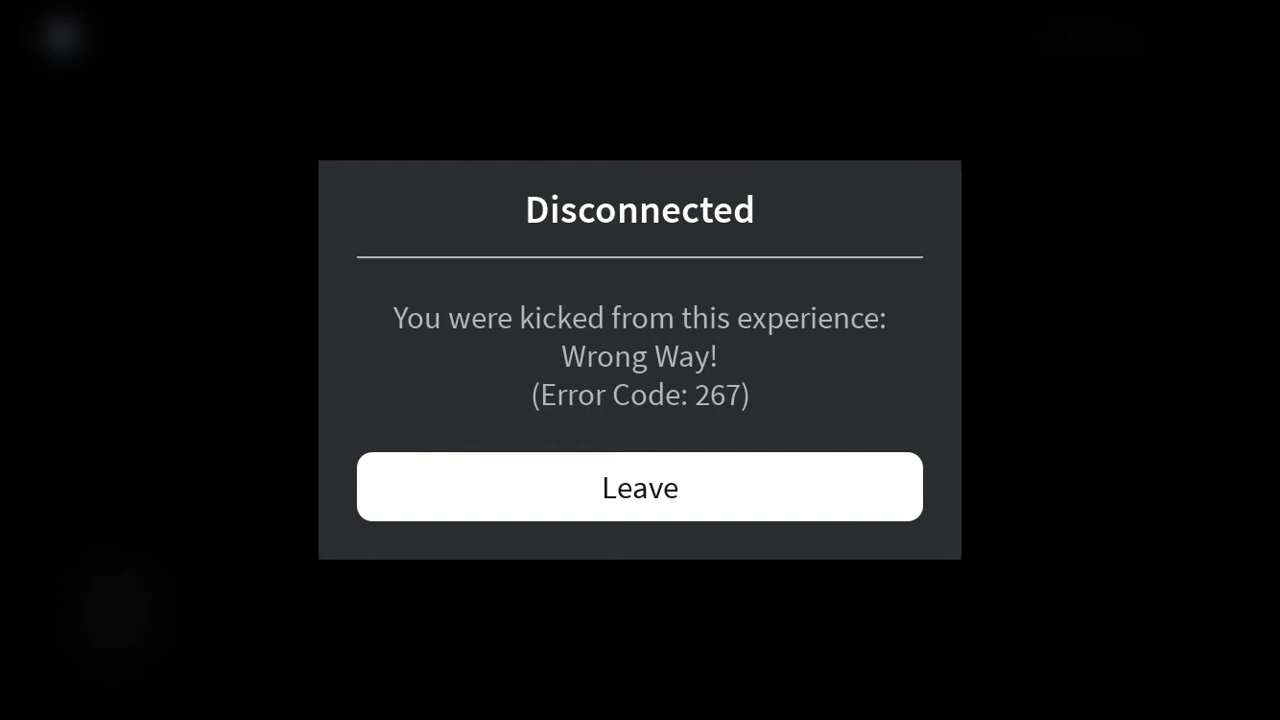 Disconnected
You were kicked from this experience:
Wrong Way!
(Error Code: 267)
Leave